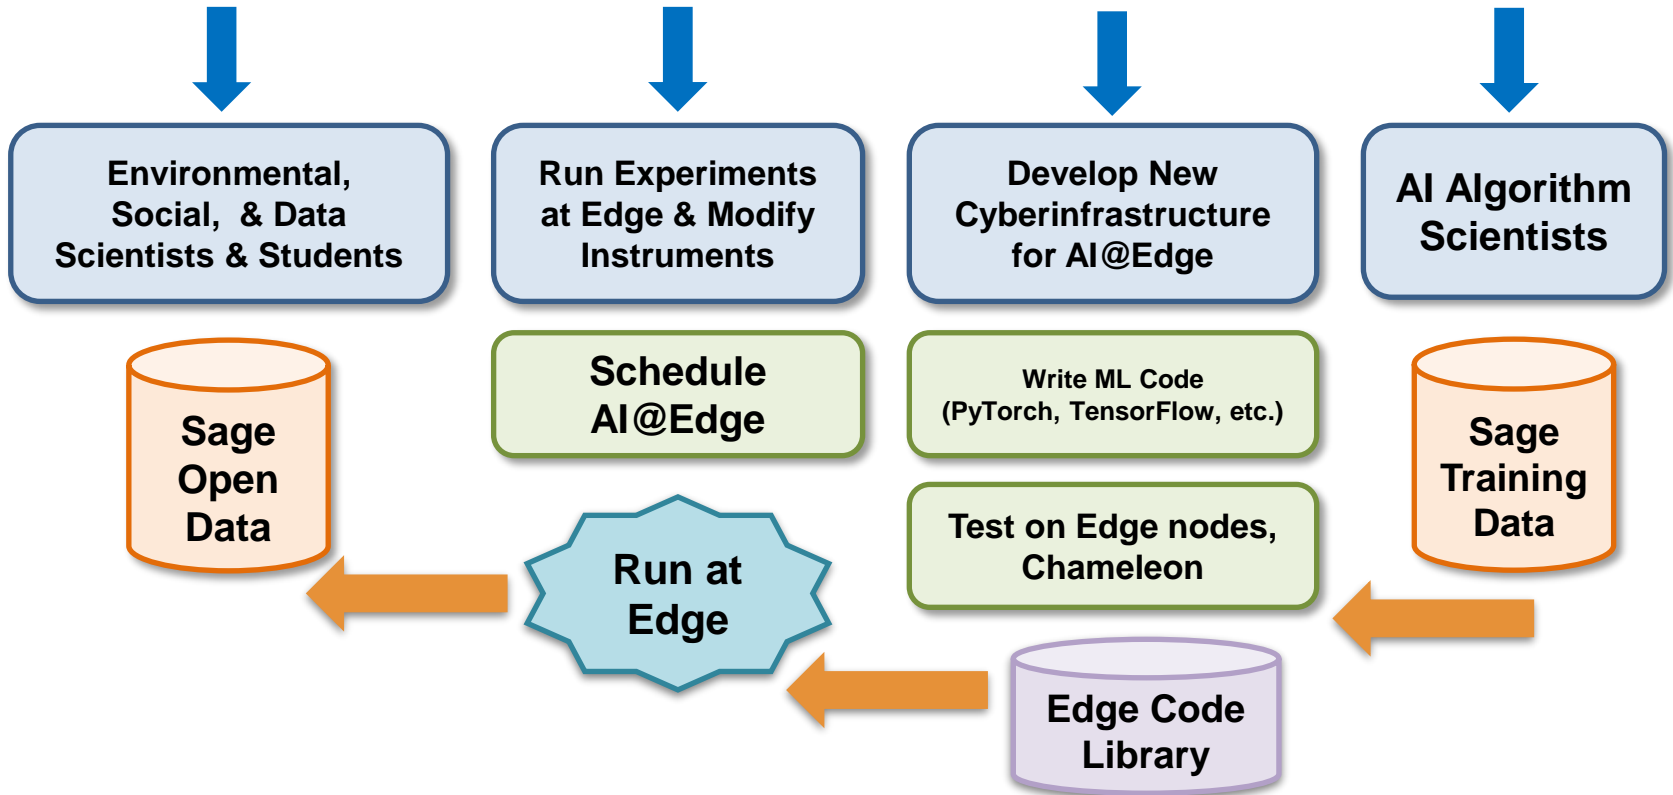 Environmental,
Social,  & Data
Scientists & Students
Run Experiments
at Edge & Modify
Instruments
Develop New
Cyberinfrastructure
for AI@Edge
AI Algorithm
Scientists
Sage
Open
Data
Schedule
AI@Edge
Write ML Code
(PyTorch, TensorFlow, etc.)
Sage
Training
Data
Test on Edge nodes,
Chameleon
Run at
Edge
Edge Code
Library